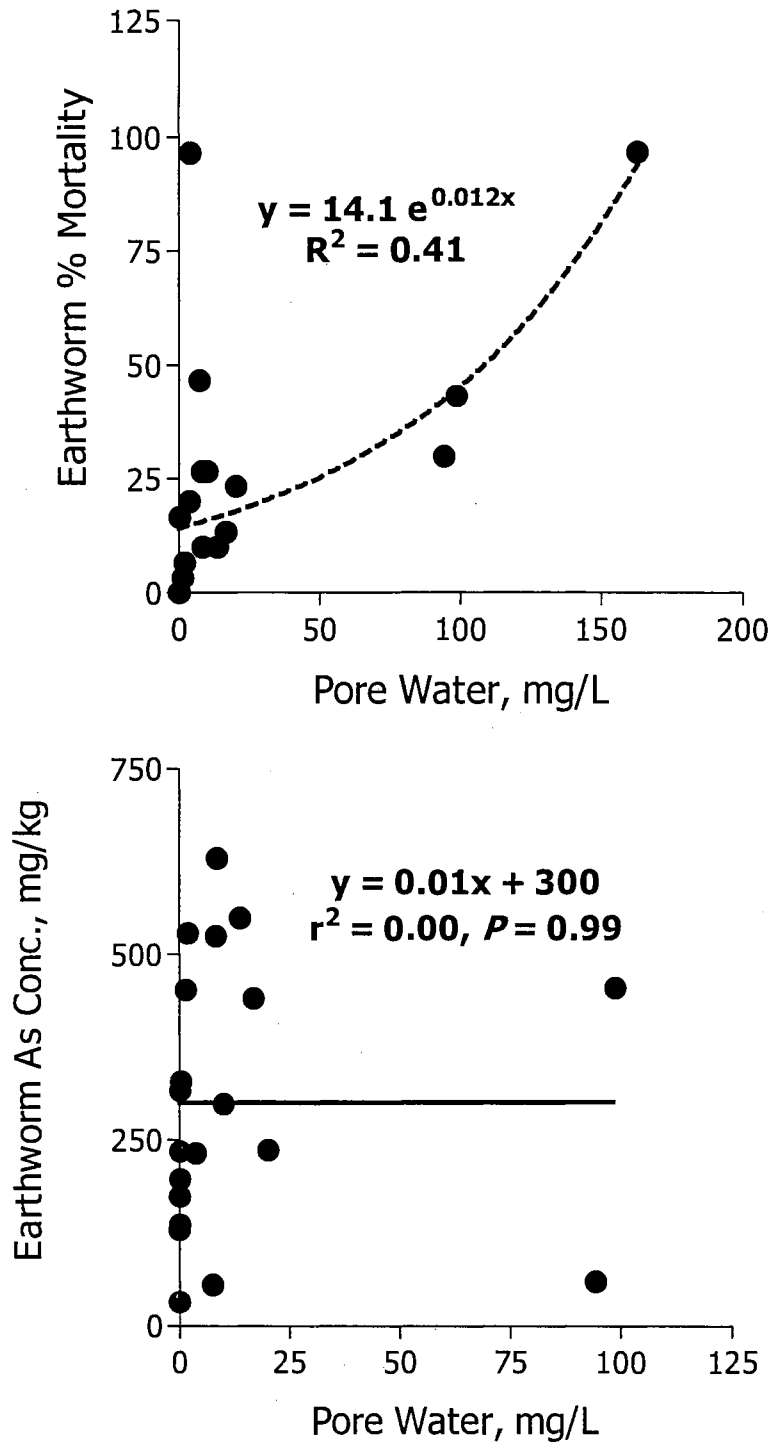 125
100
75
50
25
0
Earthworm % Mortality
y = 14.1 e^0.012x
R² = 0.41
0 50 100 150 200
Pore Water, mg/L
750
500
250
0
Earthworm As Conc., mg/kg
y = 0.01x + 300
r² = 0.00, P = 0.99
0 25 50 75 100 125
Pore Water, mg/L